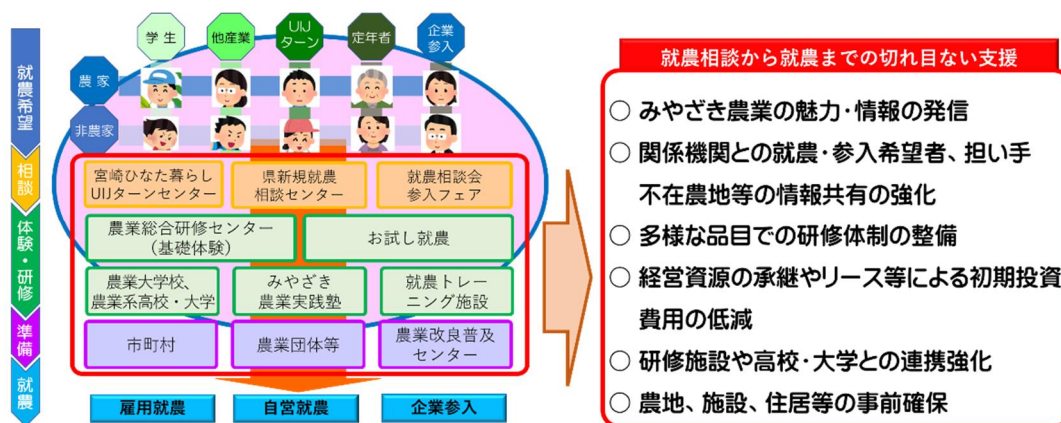 学生
他産業
UIJ
ターン
定年者
企業
参入
就農希望
農家
非農家
相談
宮崎ひなた暮らし
UIJターンセンター
県新規就農
相談センター
就農相談会
参入フェア
体験・研修
農業総合研修センター
(基礎体験)
お試し就農
農業大学校、
農業系高校・大学
みやざき
農業実践塾
就農トレー
ニング施設
準備
市町村
農業団体等
農業改良普及
センター
就農
雇用就農
自営就農
企業参入
就農相談から就農までの切れ目ない支援
○ みやざき農業の魅力・情報の発信
○ 関係機関との就農・参入希望者、担い手
不在農地等の情報共有の強化
○ 多様な品目での研修体制の整備
○ 経営資源の承継やリース等による初期投資
費用の低減
○ 研修施設や高校・大学との連携強化
○ 農地、施設、住居等の事前確保